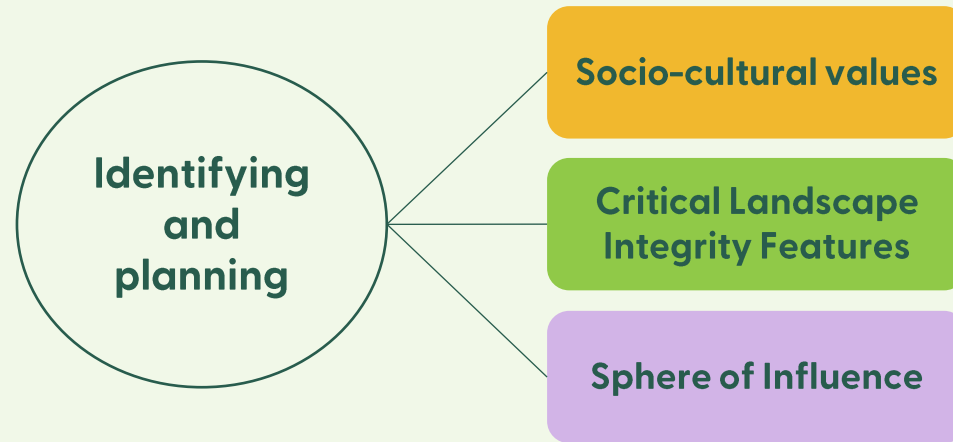 Identifying
and
planning
Socio-cultural values
Critical Landscape
Integrity Features
Sphere of Influence